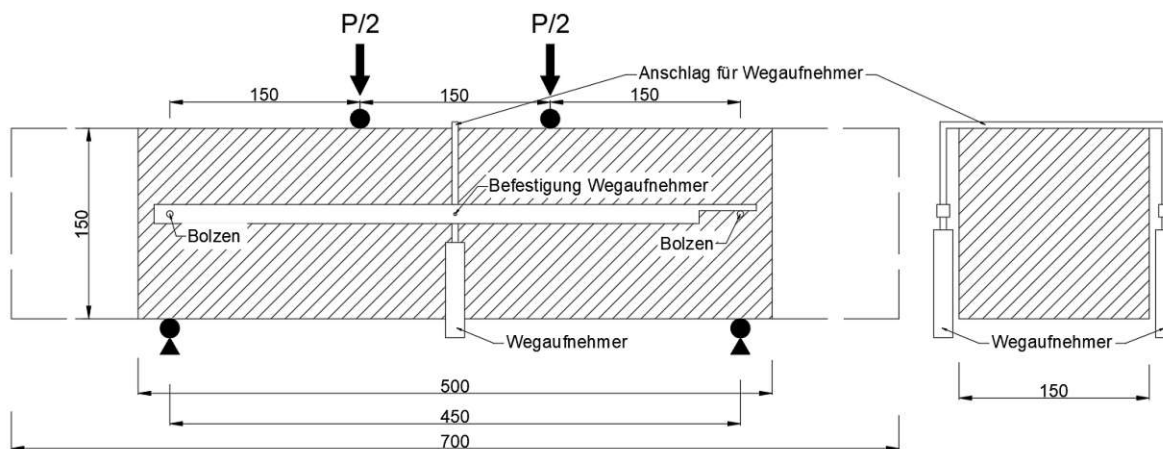 P/2
P/2
Anschlag für Wegaufnehmer
150
150
150
150
Befestigung Wegaufnehmer
Bolzen
Bolzen
Wegaufnehmer
Wegaufnehmer
500
150
450
700